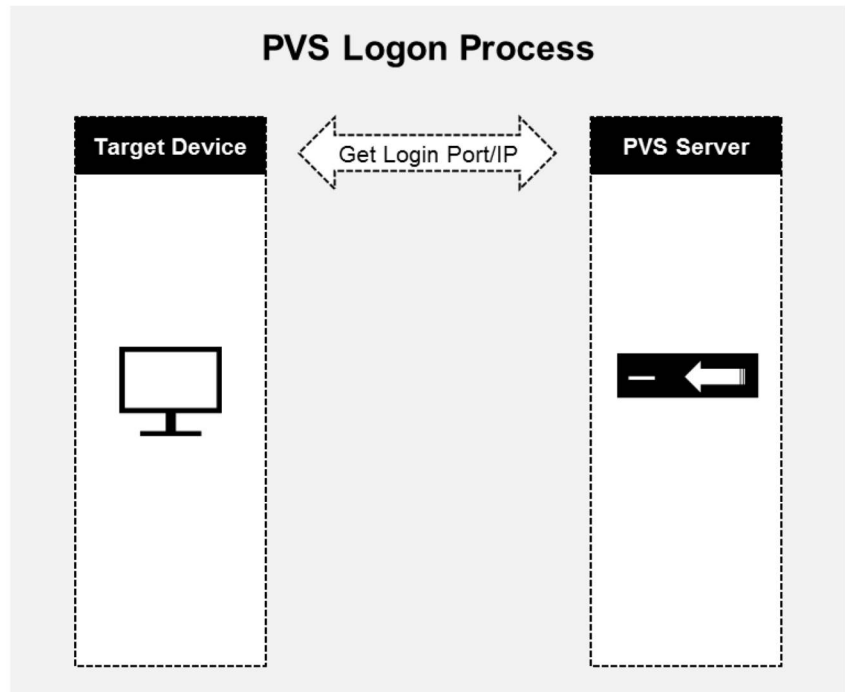 PVS Logon Process
Target Device
Get Login Port/IP
PVS Server